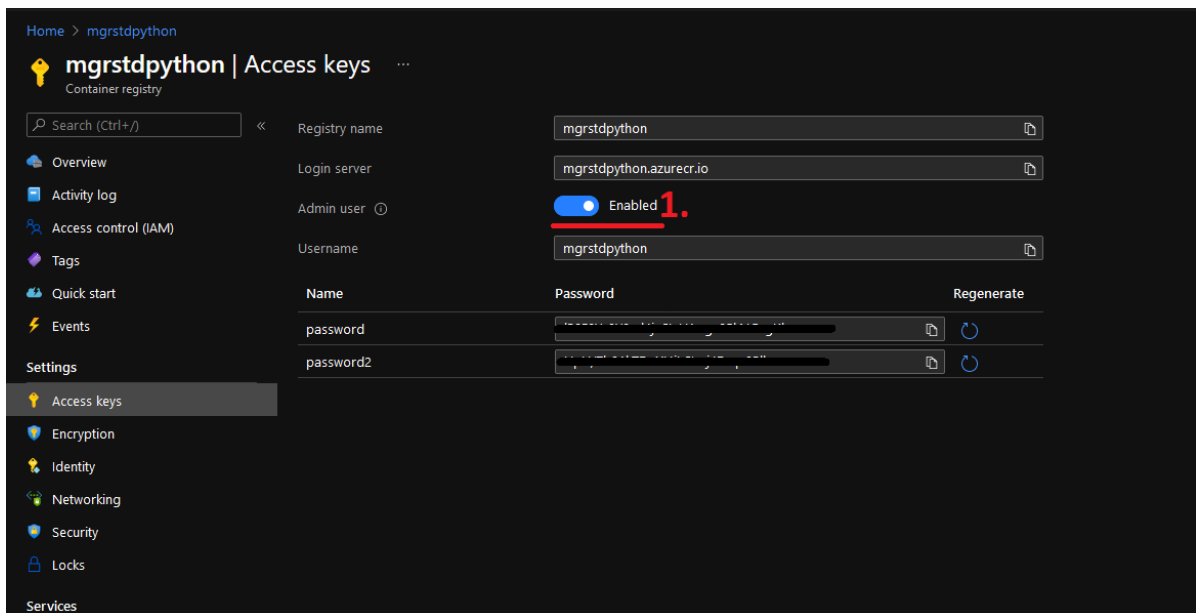 Home > mgrstdpython
mgrstdpython | Access keys ...
Container registry
Search (Ctrl+/) «
Overview
Activity log
Access control (IAM)
Tags
Quick start
Events
Settings
Access keys
Encryption
Identity
Networking
Security
Locks
Services
Registry name mgrstdpython
Login server mgrstdpython.azurecr.io
Admin user Enabled 1.
Username mgrstdpython
Name Password Regenerate
password
password2